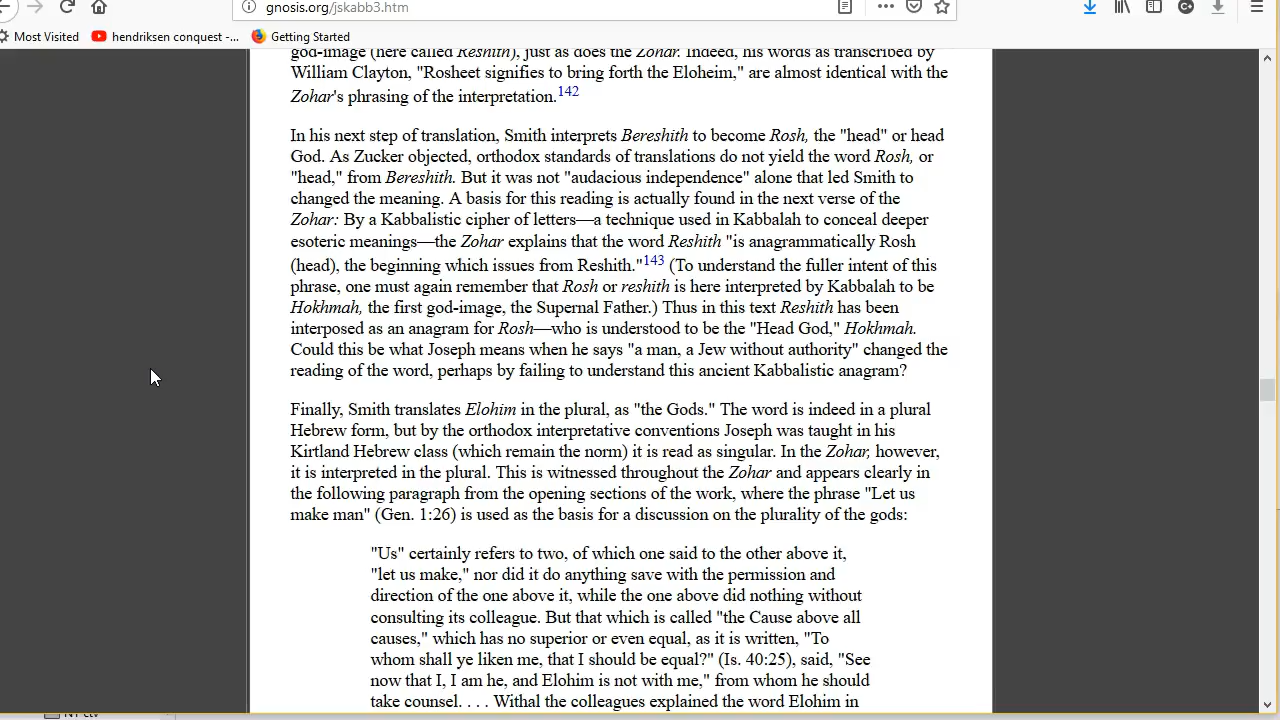 gnosis.org/jskabb3.htm
Most Visited hendriksen conquest -... Getting Started
god-image (here called Reshith), just as does the Zohar. Indeed, his words as transcribed by
William Clayton, "Rosheet signifies to bring forth the Eloheim," are almost identical with the
Zohar's phrasing of the interpretation.142
In his next step of translation, Smith interprets Bereshith to become Rosh, the "head" or head
God. As Zucker objected, orthodox standards of translations do not yield the word Rosh, or
"head," from Bereshith. But it was not "audacious independence" alone that led Smith to
changed the meaning. A basis for this reading is actually found in the next verse of the
Zohar: By a Kabbalistic cipher of letters—a technique used in Kabbalah to conceal deeper
esoteric meanings—the Zohar explains that the word Reshith "is anagrammatically Rosh
(head), the beginning which issues from Reshith."143 (To understand the fuller intent of this
phrase, one must again remember that Rosh or reshith is here interpreted by Kabbalah to be
Hokhmah, the first god-image, the Supernal Father.) Thus in this text Reshith has been
interposed as an anagram for Rosh—who is understood to be the "Head God," Hokhmah.
Could this be what Joseph means when he says "a man, a Jew without authority" changed the
reading of the word, perhaps by failing to understand this ancient Kabbalistic anagram?
Finally, Smith translates Elohim in the plural, as "the Gods." The word is indeed in a plural
Hebrew form, but by the orthodox interpretative conventions Joseph was taught in his
Kirtland Hebrew class (which remain the norm) it is read as singular. In the Zohar, however,
it is interpreted in the plural. This is witnessed throughout the Zohar and appears clearly in
the following paragraph from the opening sections of the work, where the phrase "Let us
make man" (Gen. 1:26) is used as the basis for a discussion on the plurality of the gods:
"Us" certainly refers to two, of which one said to the other above it,
"let us make," nor did it do anything save with the permission and
direction of the one above it, while the one above did nothing without
consulting its colleague. But that which is called "the Cause above all
causes," which has no superior or even equal, as it is written, "To
whom shall ye liken me, that I should be equal?" (Is. 40:25), said, "See
now that I, I am he, and Elohim is not with me," from whom he should
take counsel. . . . Withal the colleagues explained the word Elohim in